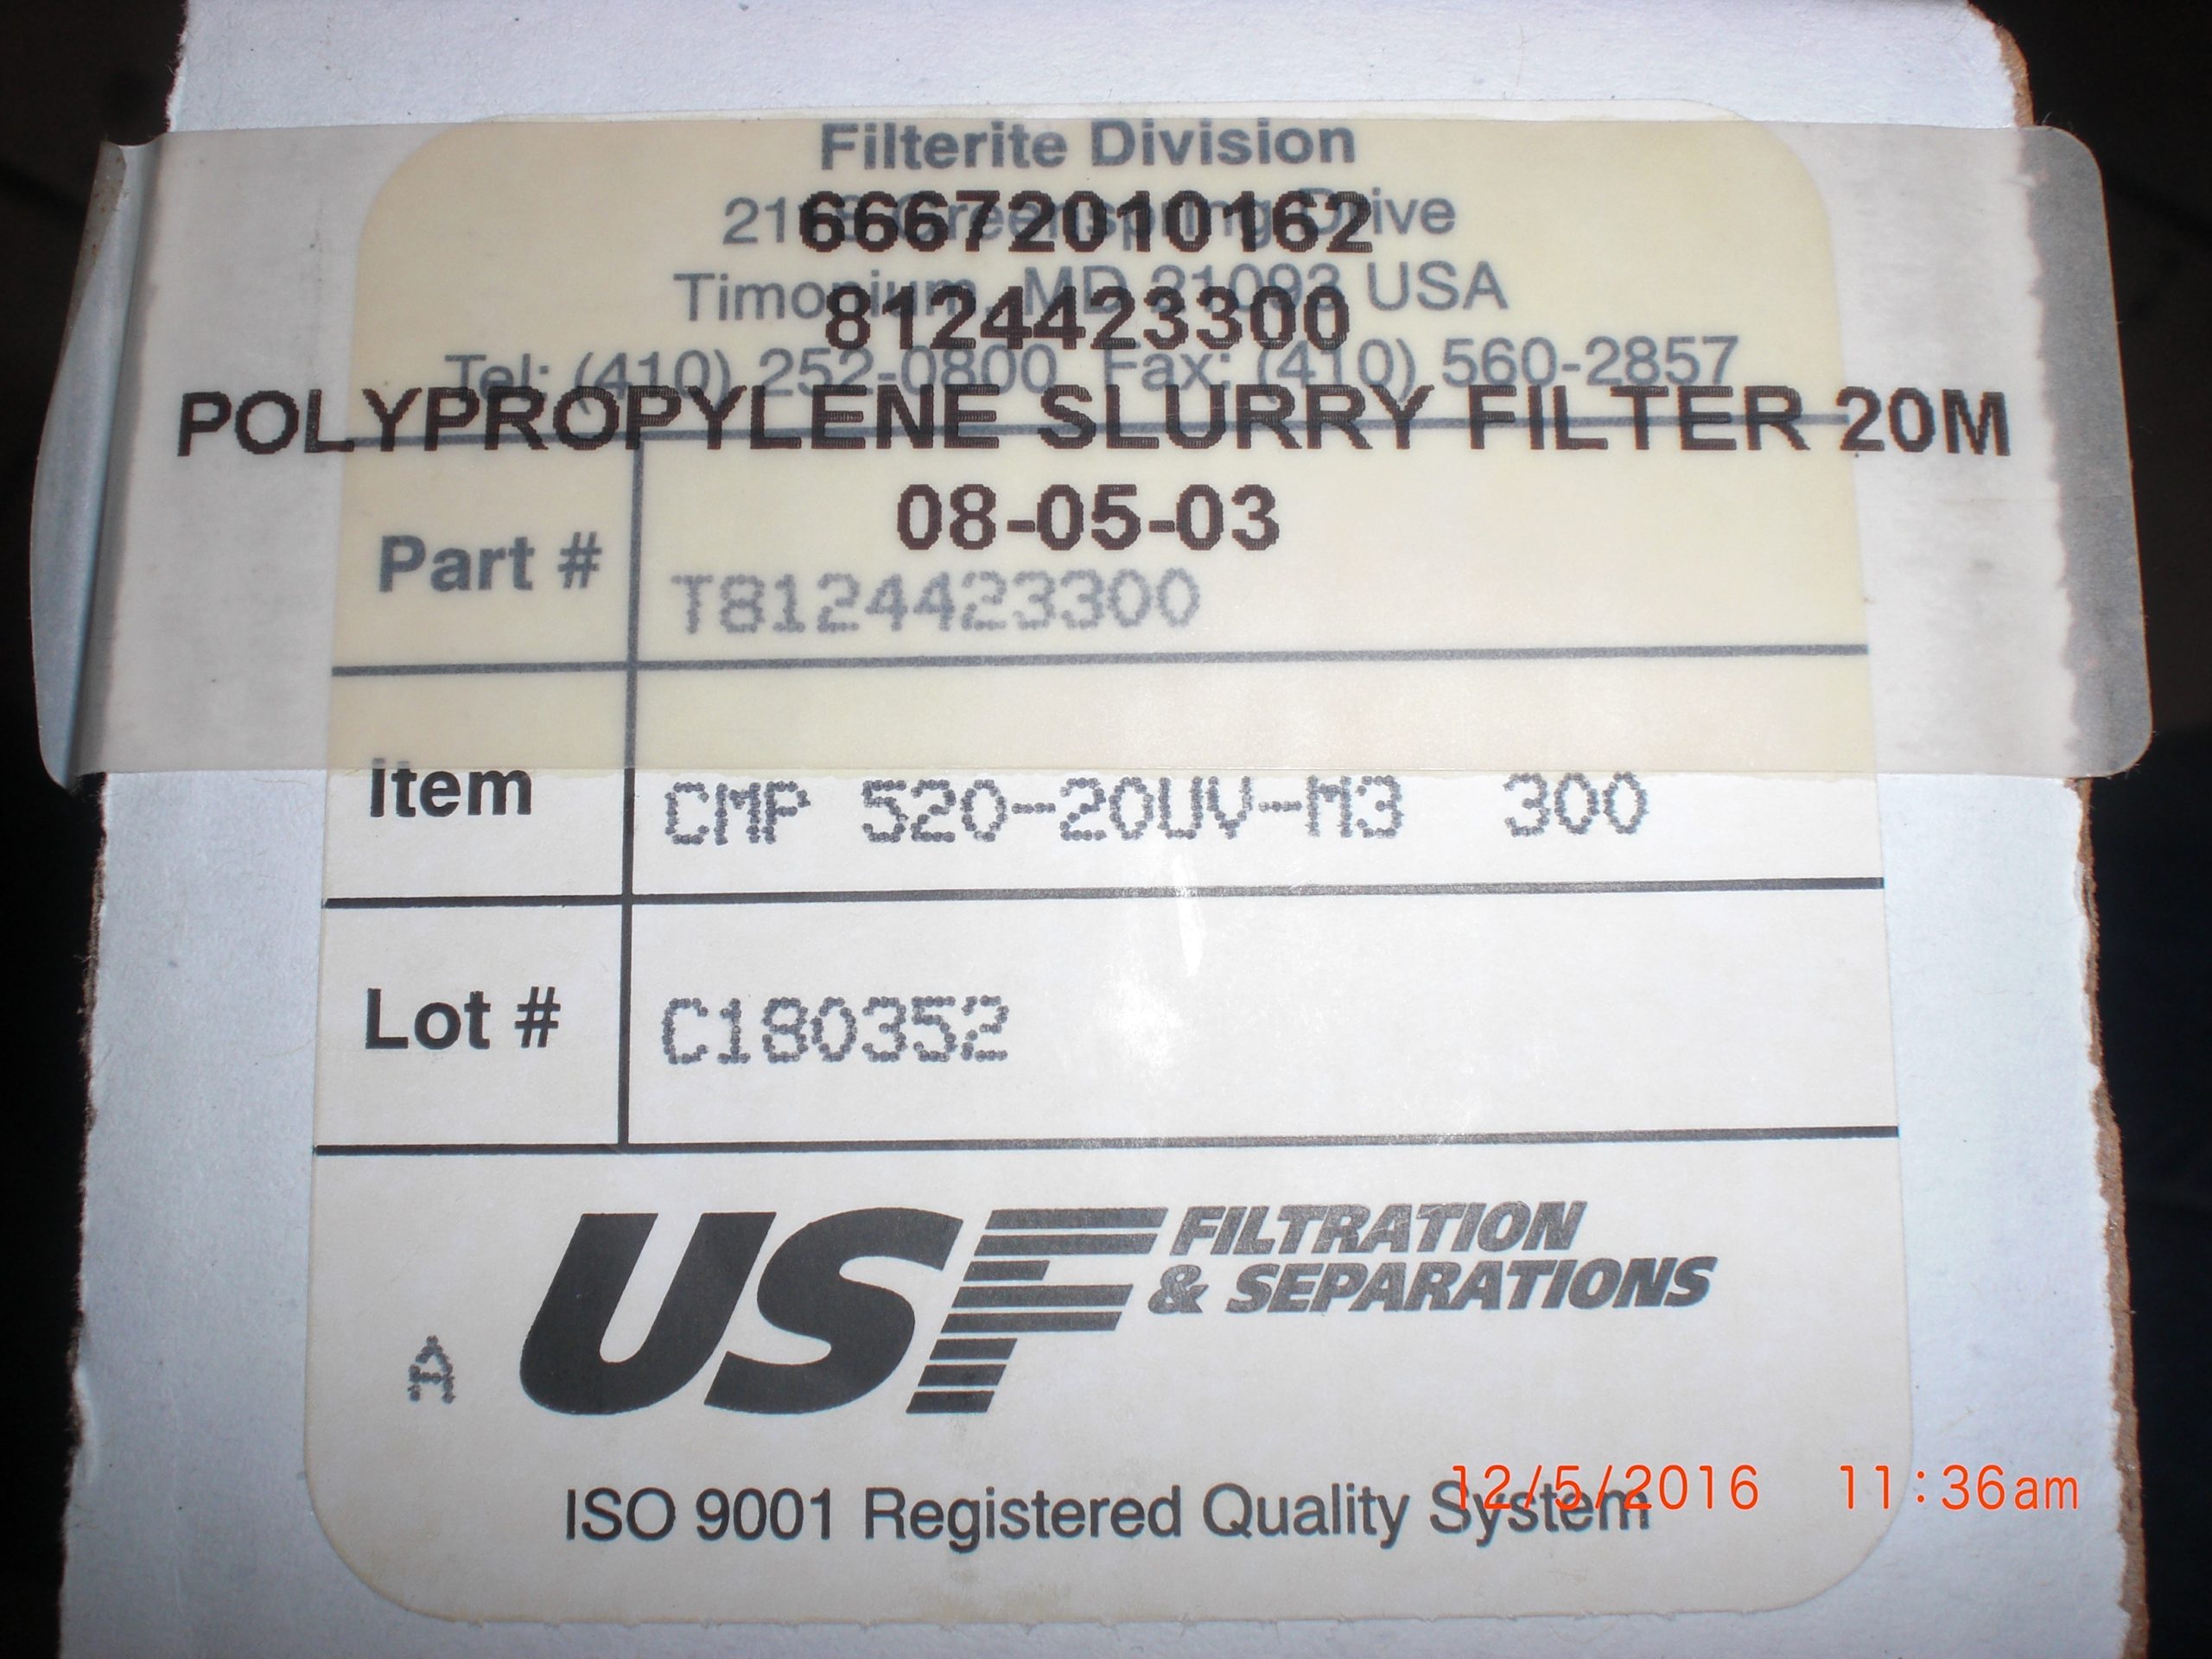 Filterite Division
66672010162
Greenspring Drive
8124423300
Timonium, MD 21093 USA
Tel: (410) 252-0800 Fax: (410) 560-2857
POLYPROPYLENE SLURRY FILTER 20M
08-05-03
Part # T8124423300
Item CMP 520-20UV-M3 300
Lot # C180352
USF FILTRATION
& SEPARATIONS
A
ISO 9001 Registered Quality System
12/5/2016 11:36am